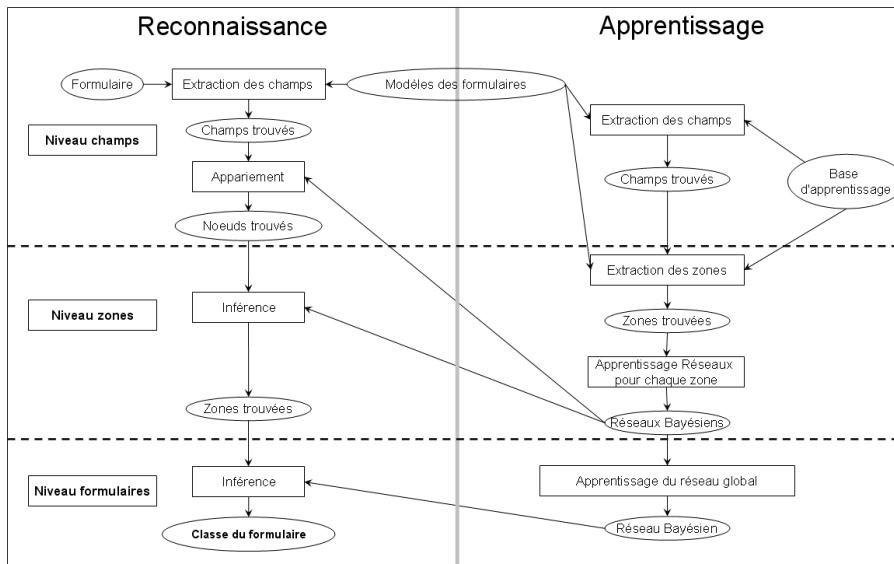 Reconnaissance
Apprentissage
Formulaire
Extraction des champs
Modèles des formulaires
Extraction des champs
Niveau champs
Champs trouvés
Appariement
Champs trouvés
Base
d'apprentissage
Noeuds trouvés
Extraction des zones
Niveau zones
Inférence
Zones trouvées
Apprentissage Réseaux
pour chaque zone
Zones trouvées
Réseaux Bayésiens
Niveau formulaires
Inférence
Apprentissage du réseau global
Classe du formulaire
Réseau Bayésien